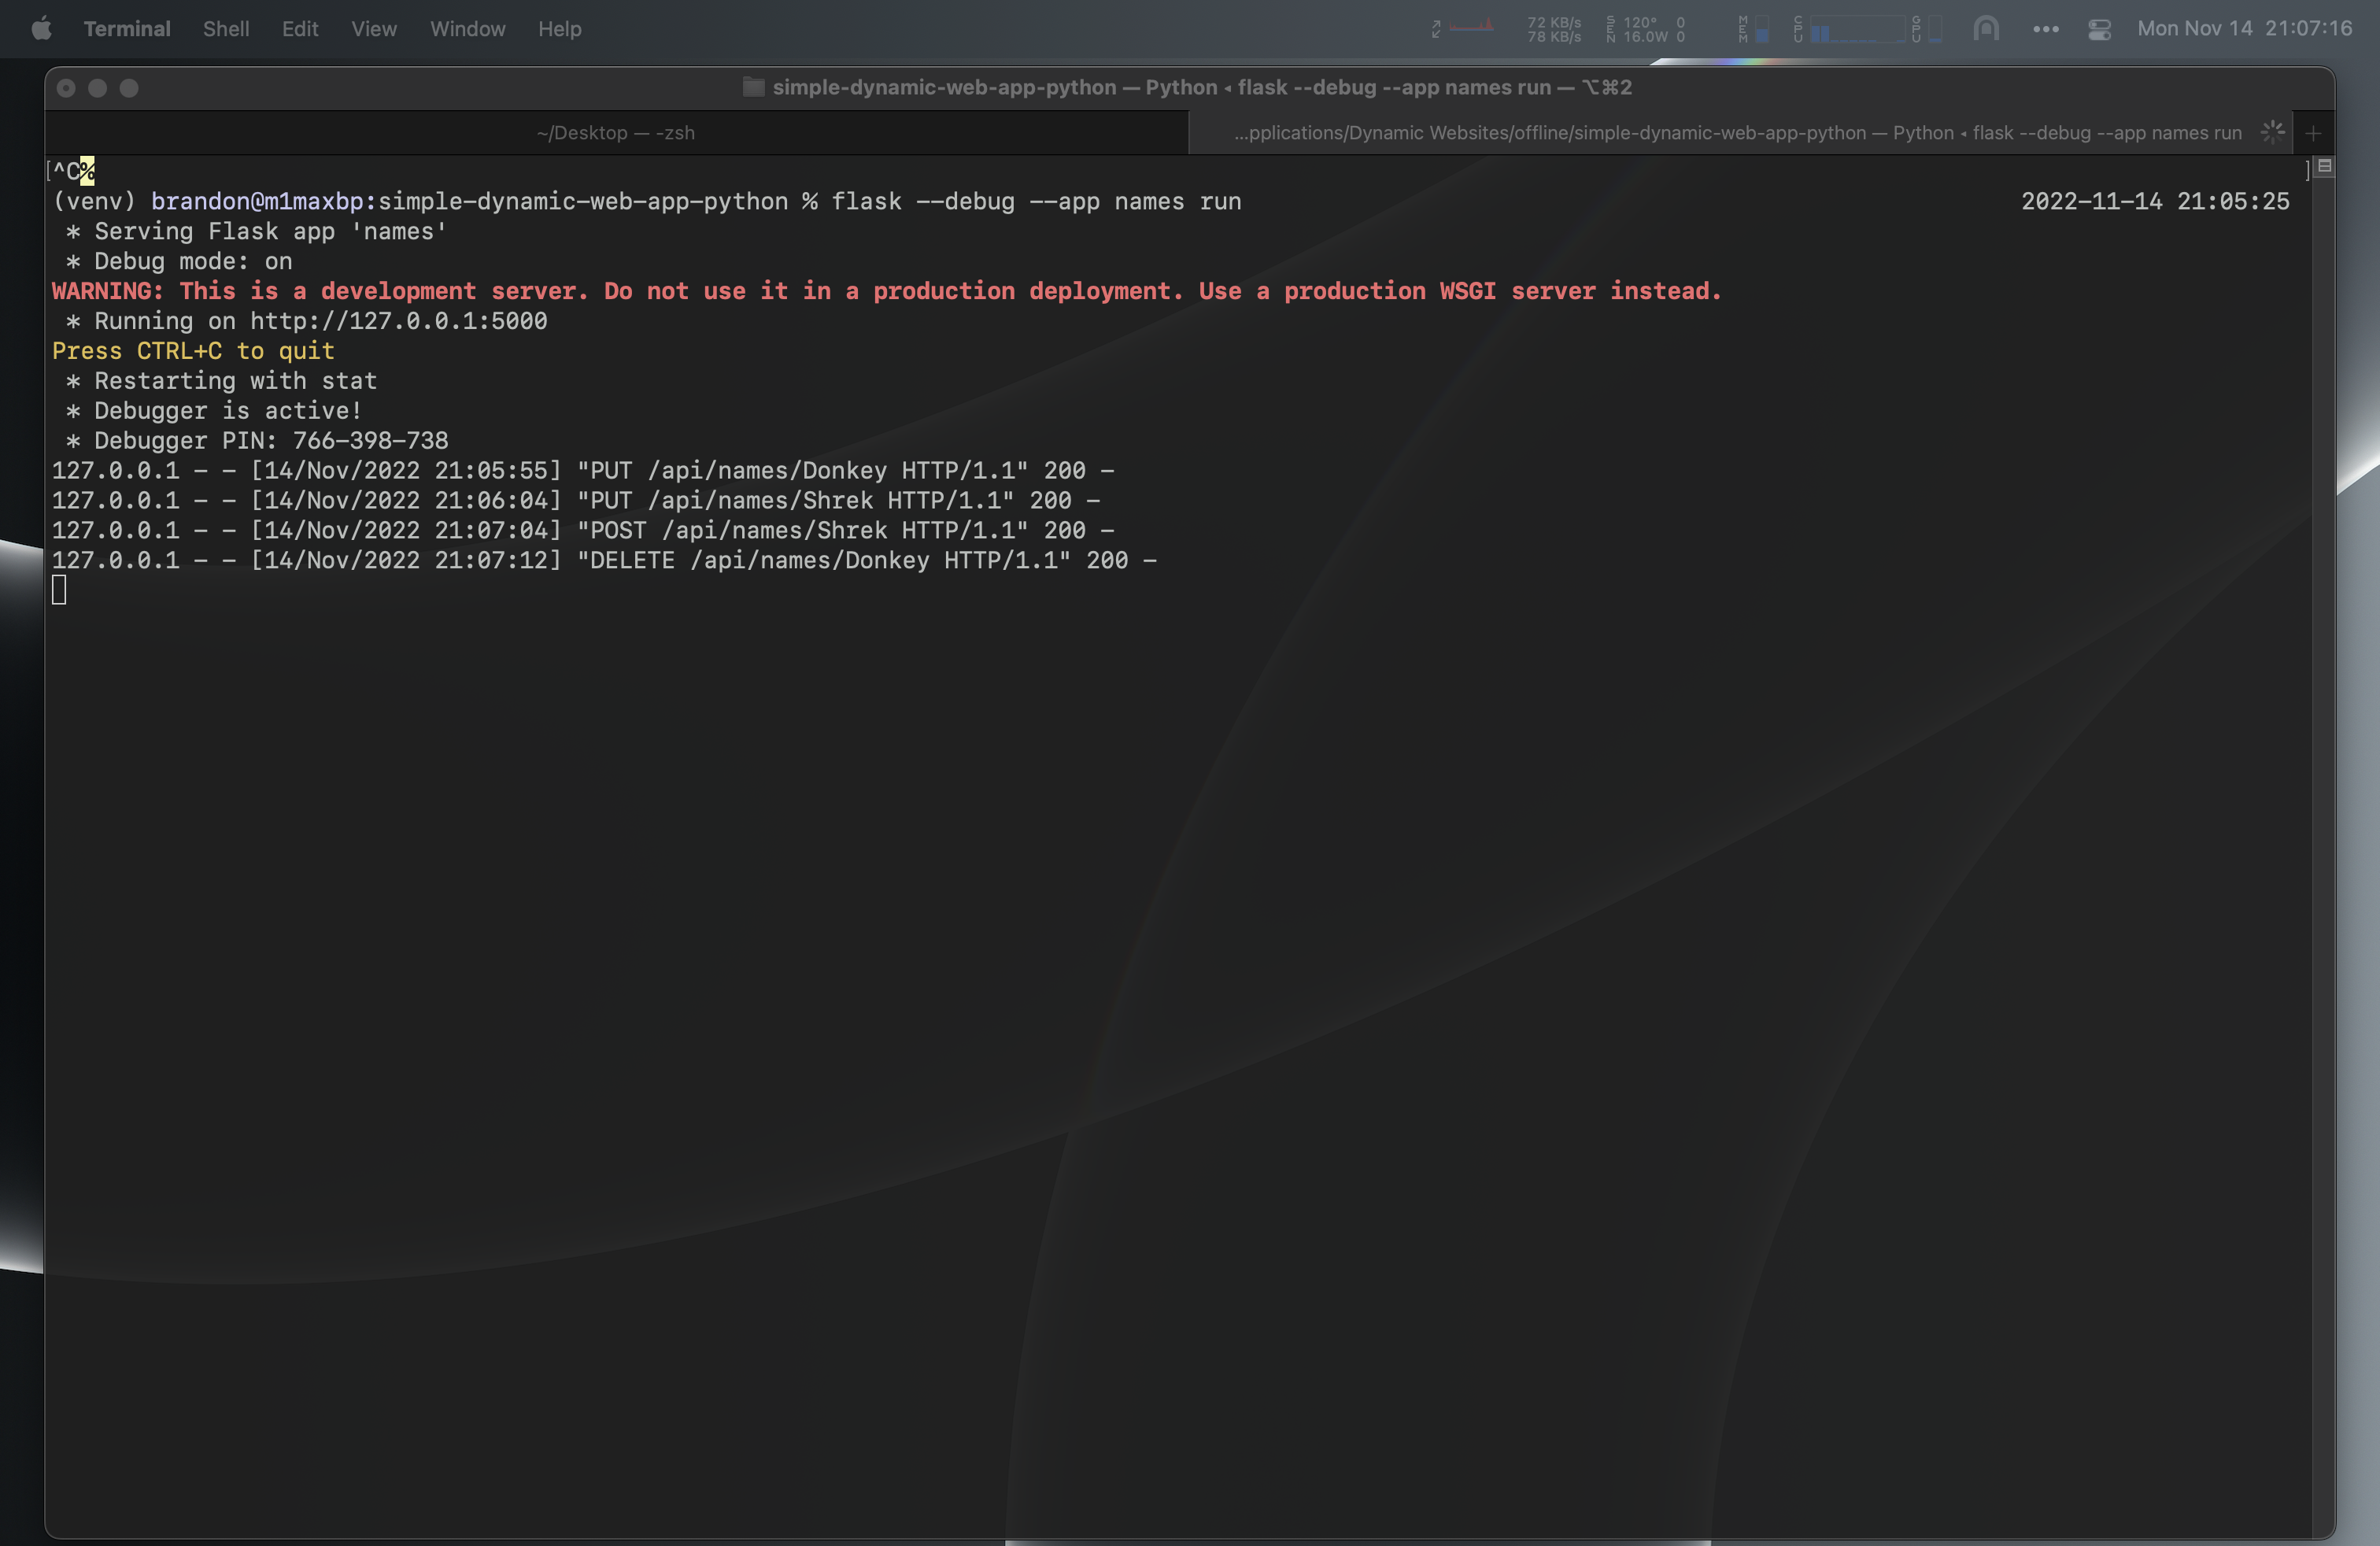 Terminal Shell Edit View Window Help 72 KB/s 78 KB/s SEN 120° 0 16.0W 0 MEM CPU GPU ••• Mon Nov 14 21:07:16
simple-dynamic-web-app-python — Python ◂ flask --debug --app names run — ⌥⌘2
~/Desktop — -zsh
...pplications/Dynamic Websites/offline/simple-dynamic-web-app-python — Python ◂ flask --debug --app names run +
[^C% ]
(venv) brandon@m1maxbp:simple-dynamic-web-app-python % flask --debug --app names run 2022-11-14 21:05:25
 * Serving Flask app 'names'
 * Debug mode: on
WARNING: This is a development server. Do not use it in a production deployment. Use a production WSGI server instead.
 * Running on http://127.0.0.1:5000
Press CTRL+C to quit
 * Restarting with stat
 * Debugger is active!
 * Debugger PIN: 766-398-738
127.0.0.1 - - [14/Nov/2022 21:05:55] "PUT /api/names/Donkey HTTP/1.1" 200 -
127.0.0.1 - - [14/Nov/2022 21:06:04] "PUT /api/names/Shrek HTTP/1.1" 200 -
127.0.0.1 - - [14/Nov/2022 21:07:04] "POST /api/names/Shrek HTTP/1.1" 200 -
127.0.0.1 - - [14/Nov/2022 21:07:12] "DELETE /api/names/Donkey HTTP/1.1" 200 -